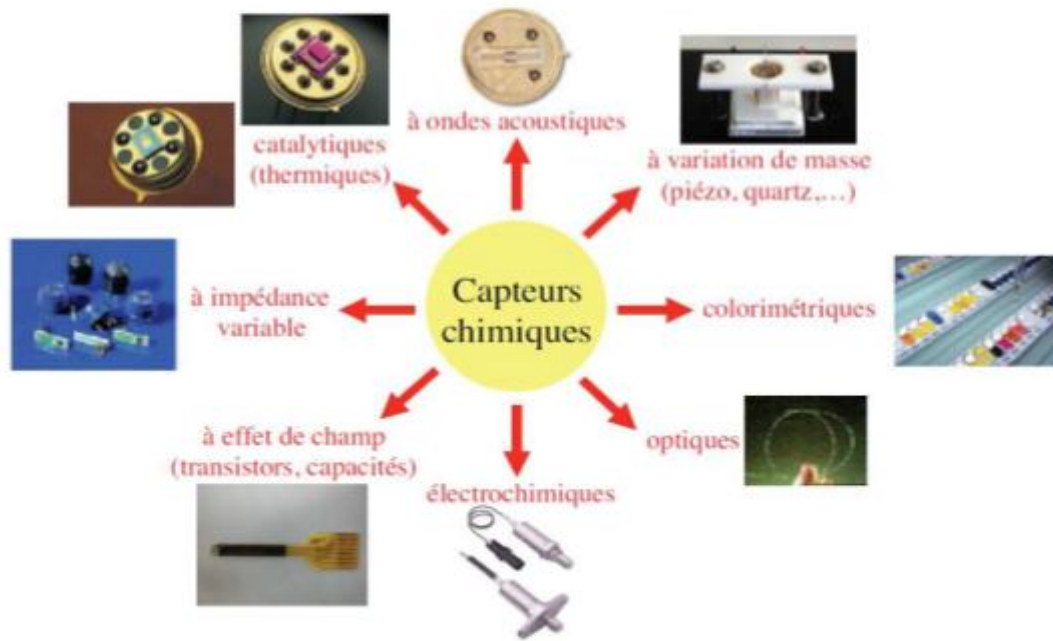 à ondes acoustiques
catalytiques
(thermiques)
à variation de masse
(piézo, quartz,…)
à impédance
variable
Capteurs
chimiques
colorimétriques
à effet de champ
(transistors, capacités)
optiques
électrochimiques